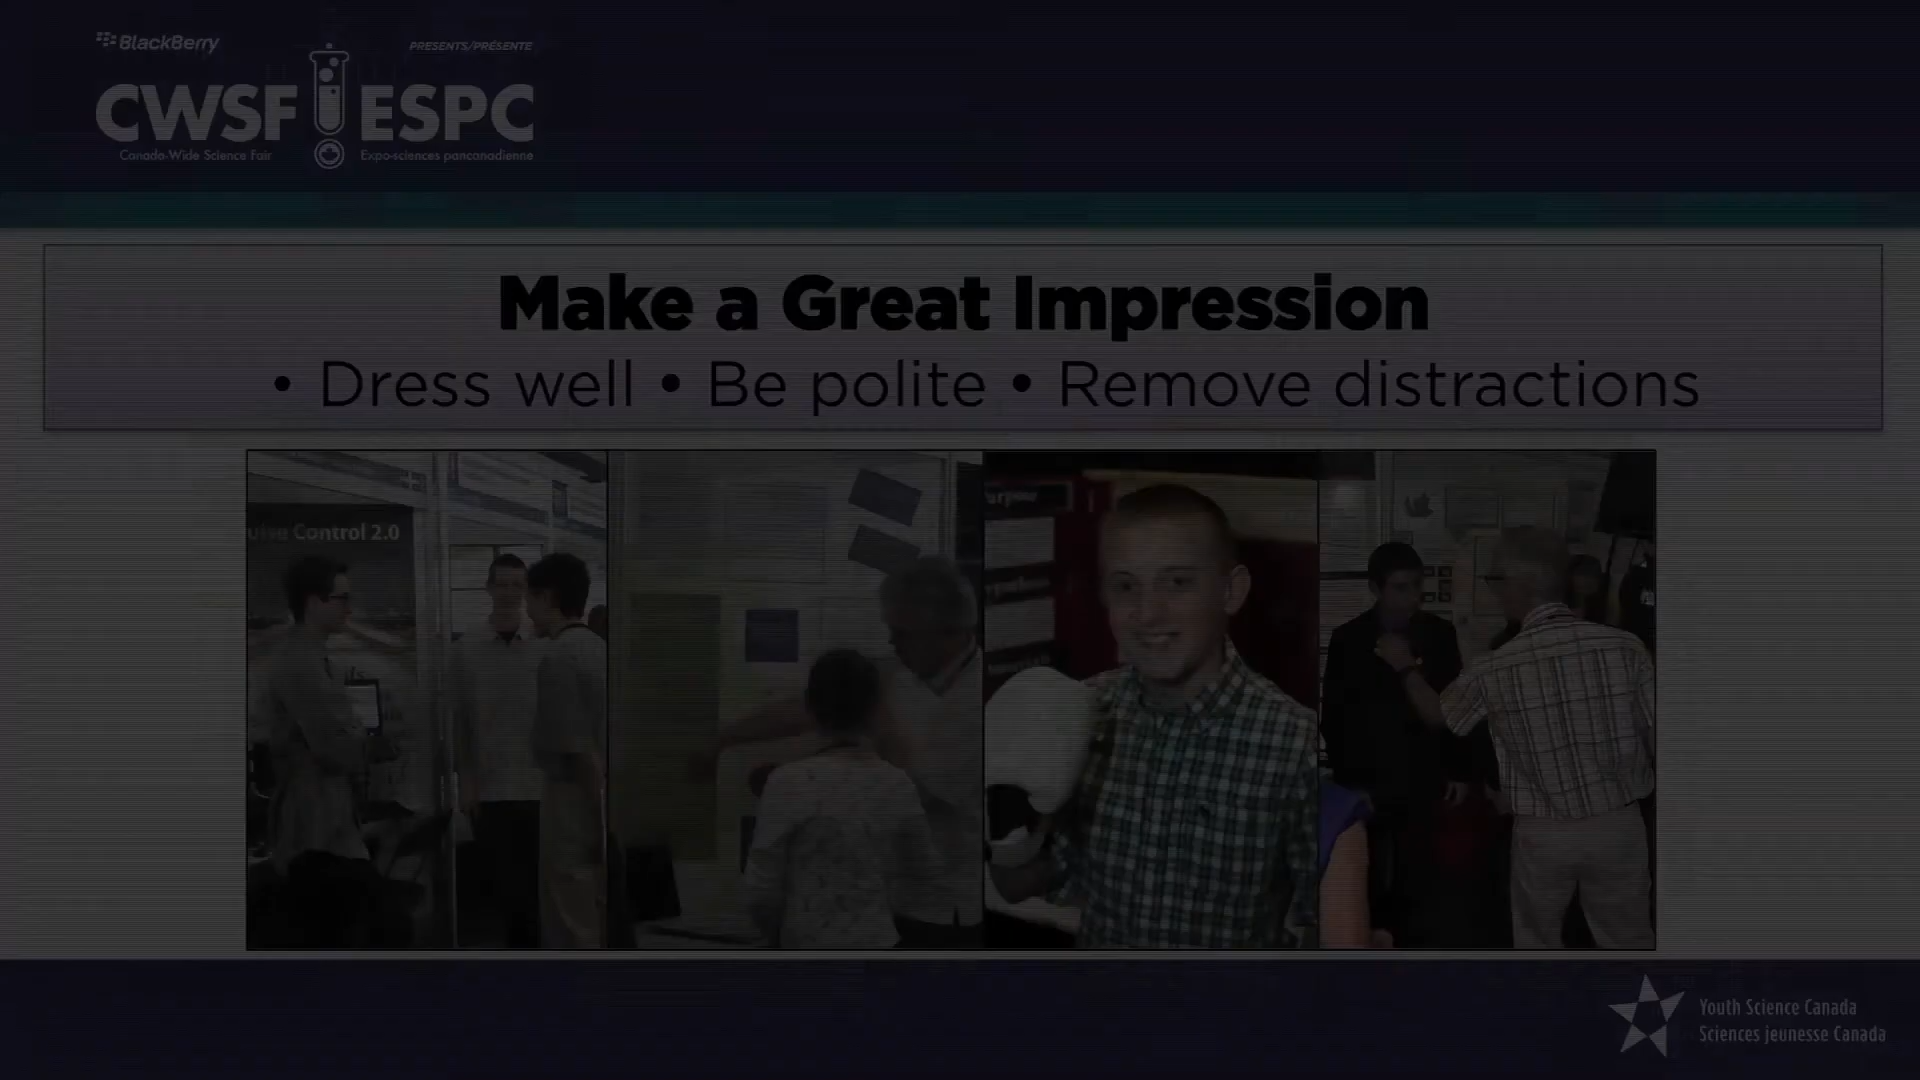 BlackBerry
PRESENTS/PRÉSENTE
CWSF ESPC
Canada-Wide Science Fair
Expo-sciences pancanadienne
Make a Great Impression
• Dress well • Be polite • Remove distractions
Control 2.0
Youth Science Canada
Sciences jeunesse Canada